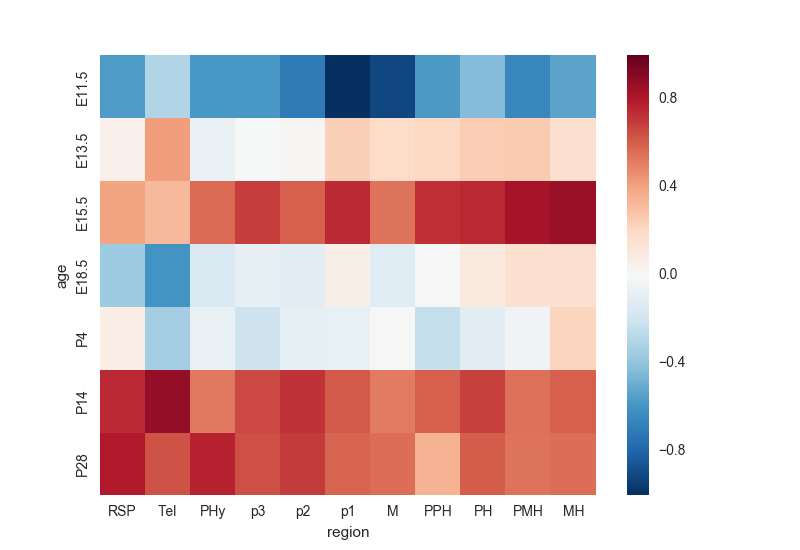 E11.5
E13.5
E15.5
E18.5
P4
P14
P28
age
RSP Tel PHy p3 p2 p1 M PPH PH PMH MH
region
0.8
0.4
0.0
−0.4
−0.8